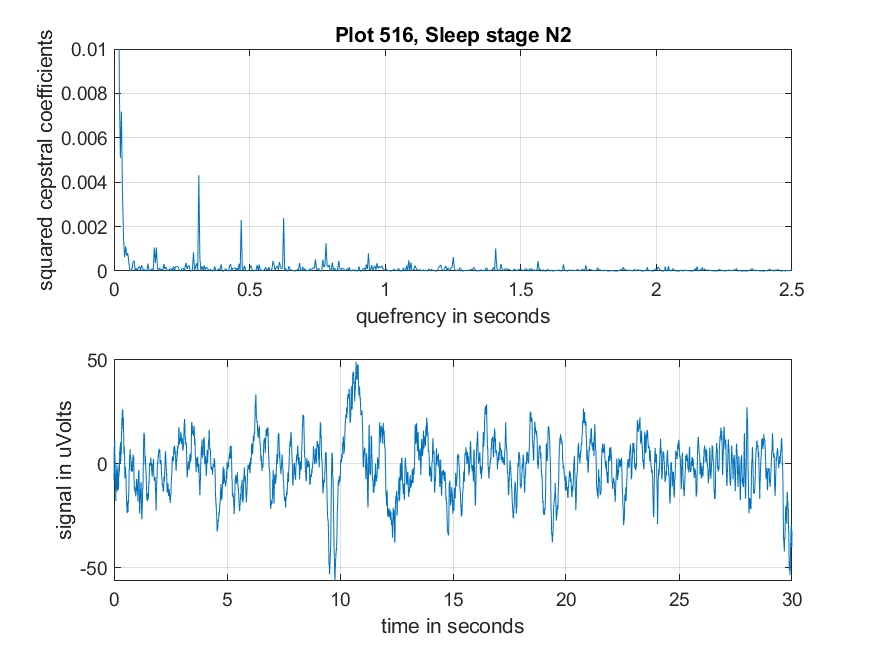 Plot 516, Sleep stage N2
squared cepstral coefficients
0.01
0.008
0.006
0.004
0.002
0
0 0.5 1 1.5 2 2.5
quefrency in seconds
signal in uVolts
50
0
-50
0 5 10 15 20 25 30
time in seconds